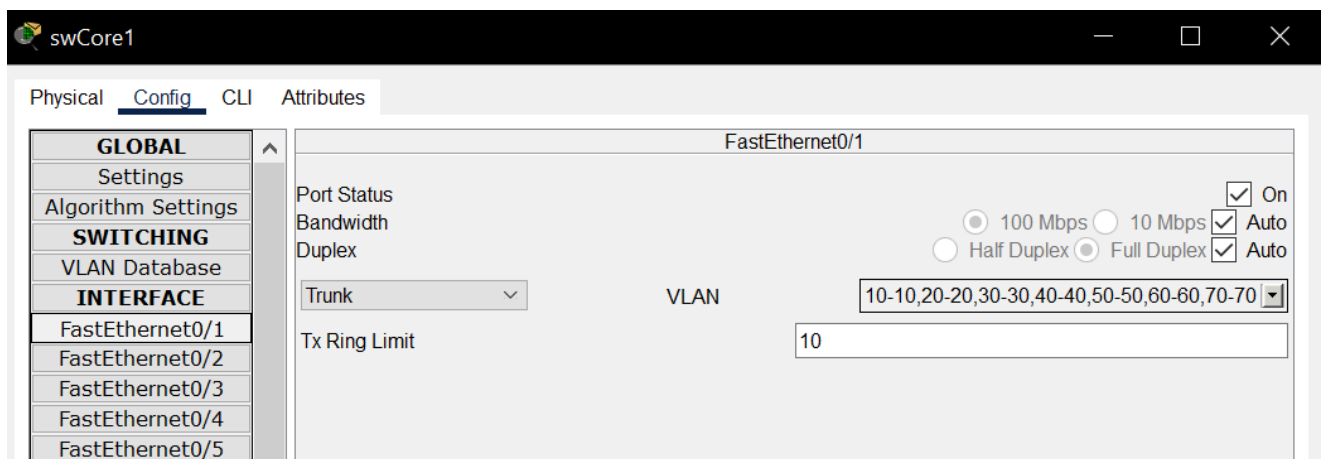 swCore1
Physical Config CLI Attributes
GLOBAL
Settings
Algorithm Settings
SWITCHING
VLAN Database
INTERFACE
FastEthernet0/1
FastEthernet0/2
FastEthernet0/3
FastEthernet0/4
FastEthernet0/5
FastEthernet0/1
Port Status On
Bandwidth 100 Mbps 10 Mbps Auto
Duplex Half Duplex Full Duplex Auto
Trunk VLAN 10-10,20-20,30-30,40-40,50-50,60-60,70-70
Tx Ring Limit 10